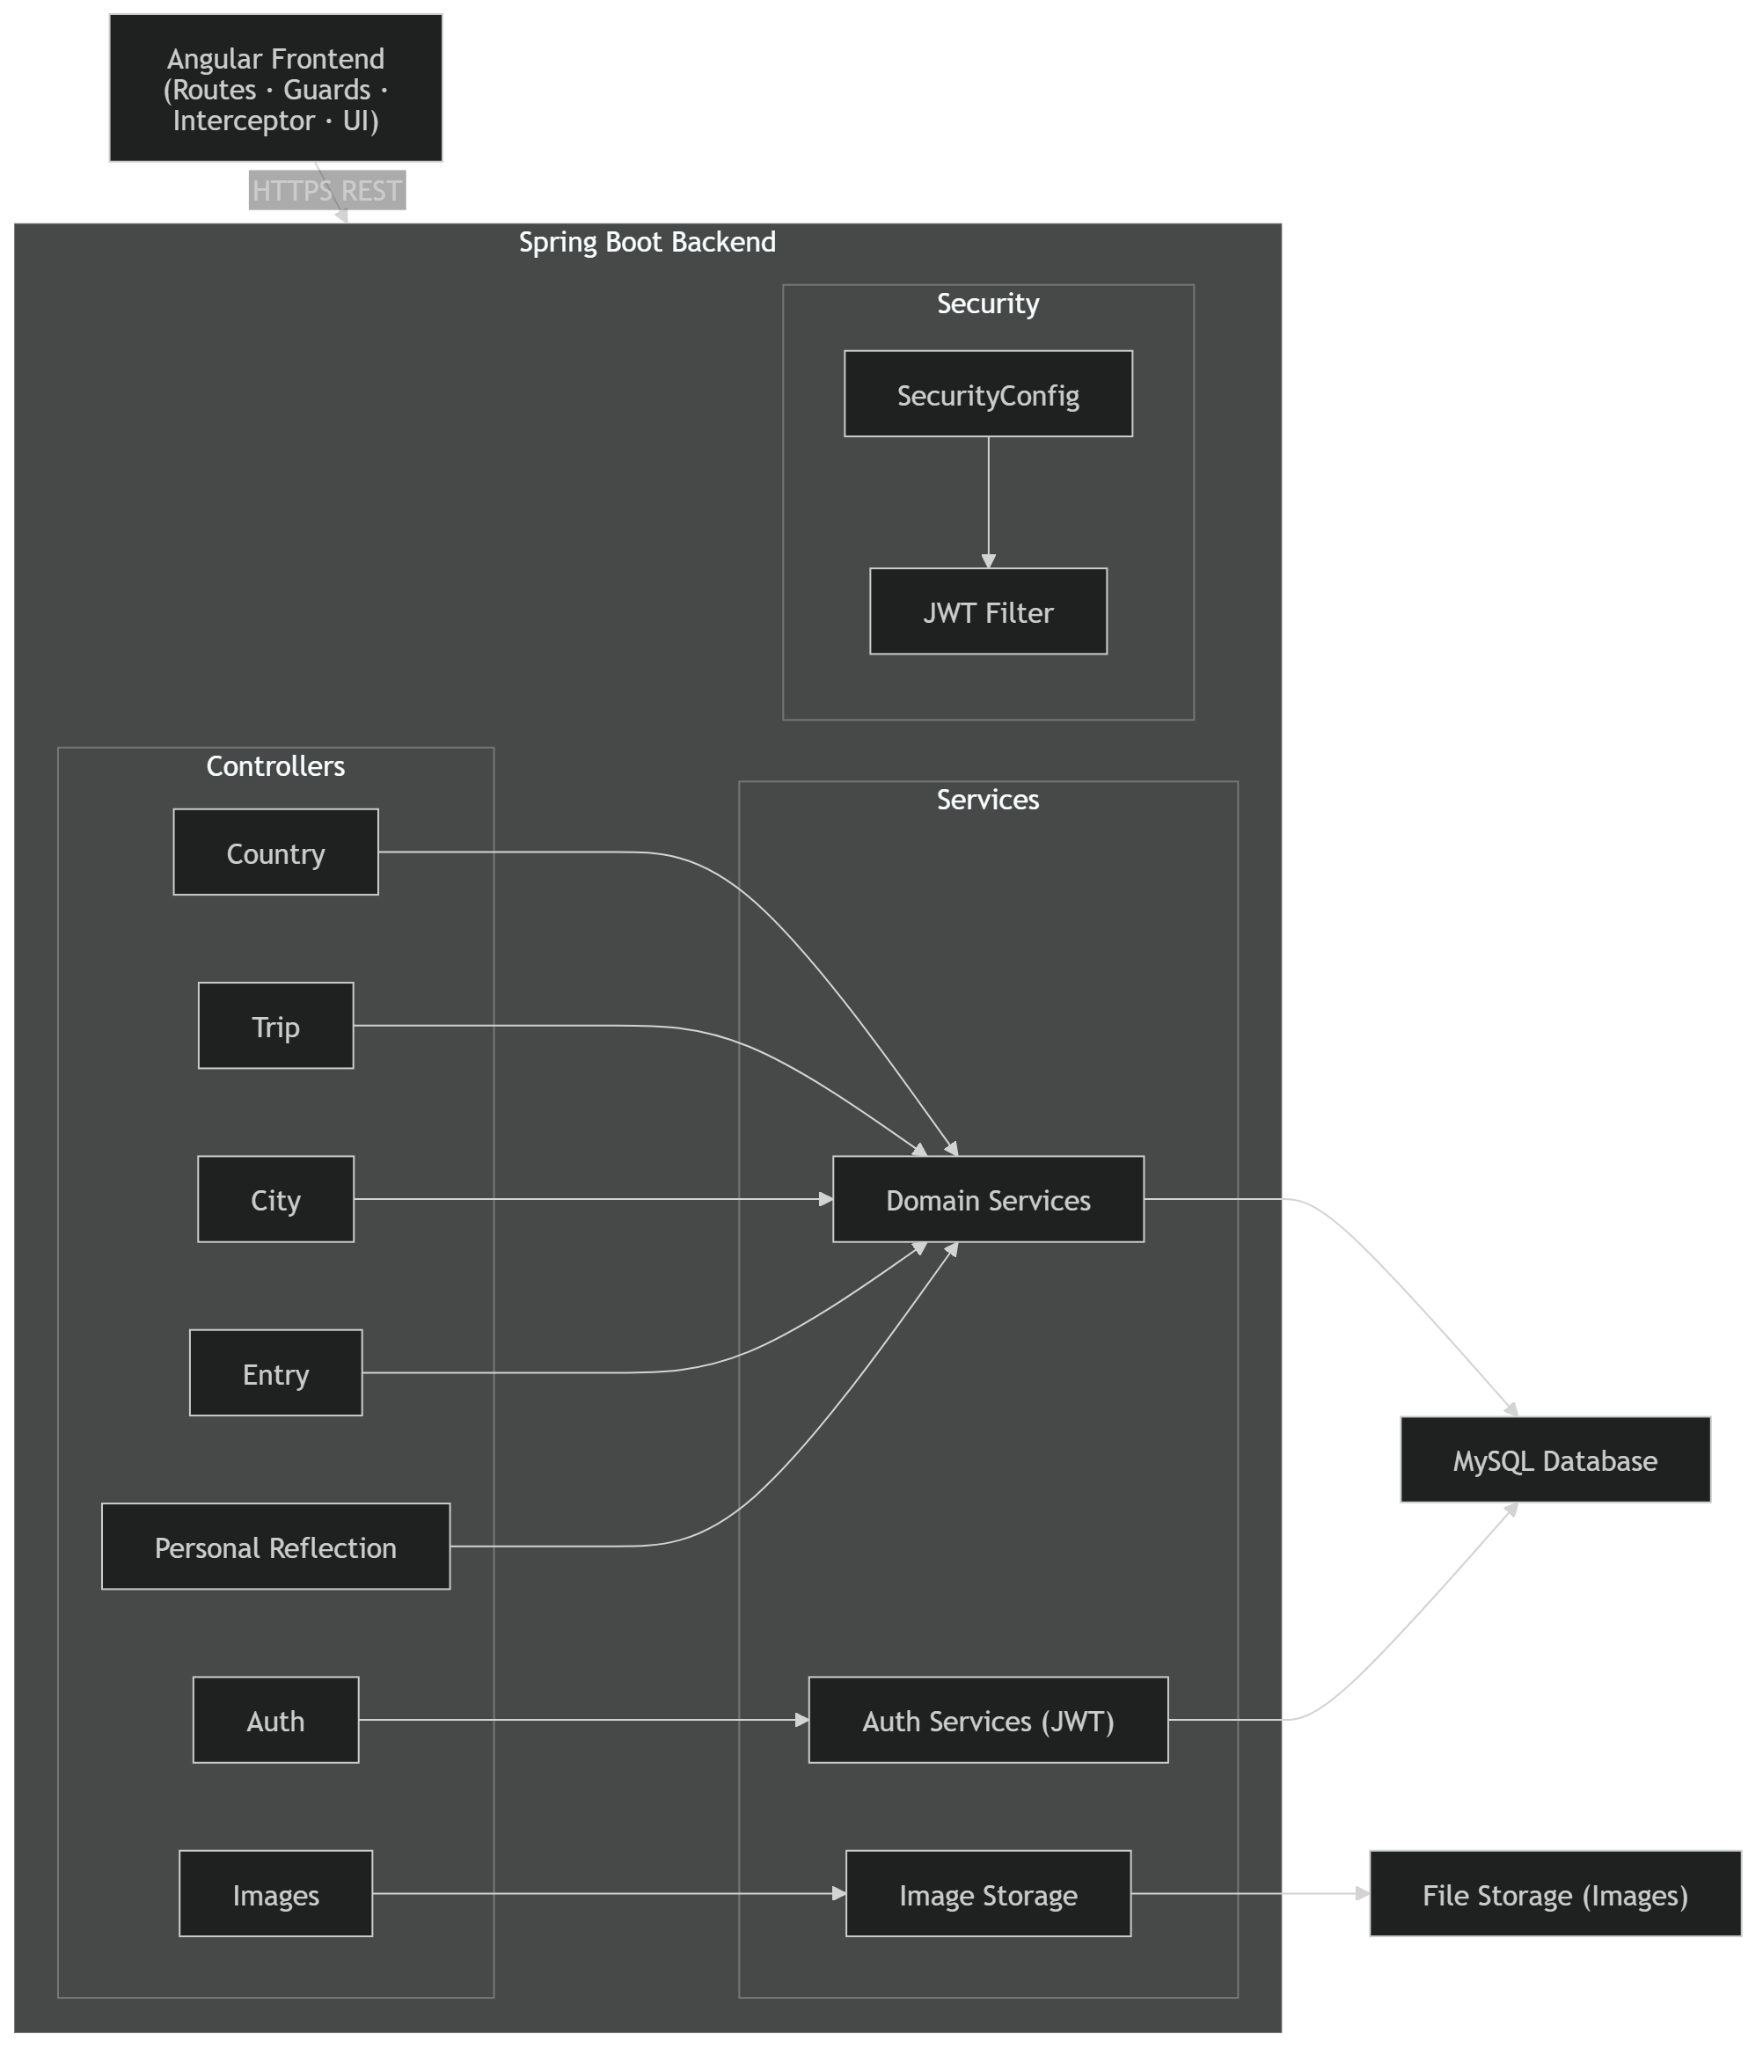 Angular Frontend
(Routes · Guards ·
Interceptor · UI)
HTTPS REST
Spring Boot Backend
Security
SecurityConfig
JWT Filter
Controllers
Services
Country
Trip
City
Domain Services
Entry
MySQL Database
Personal Reflection
Auth
Auth Services (JWT)
Images
Image Storage
File Storage (Images)